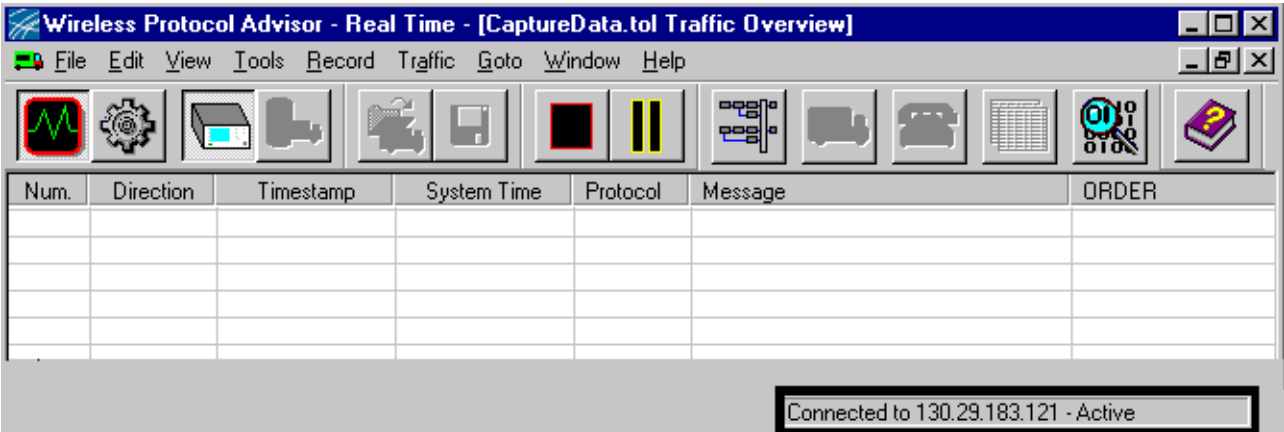 Wireless Protocol Advisor - Real Time - [CaptureData.tol Traffic Overview]
File Edit View Tools Record Traffic Goto Window Help
Num. Direction Timestamp System Time Protocol Message ORDER
Connected to 130.29.183.121 - Active